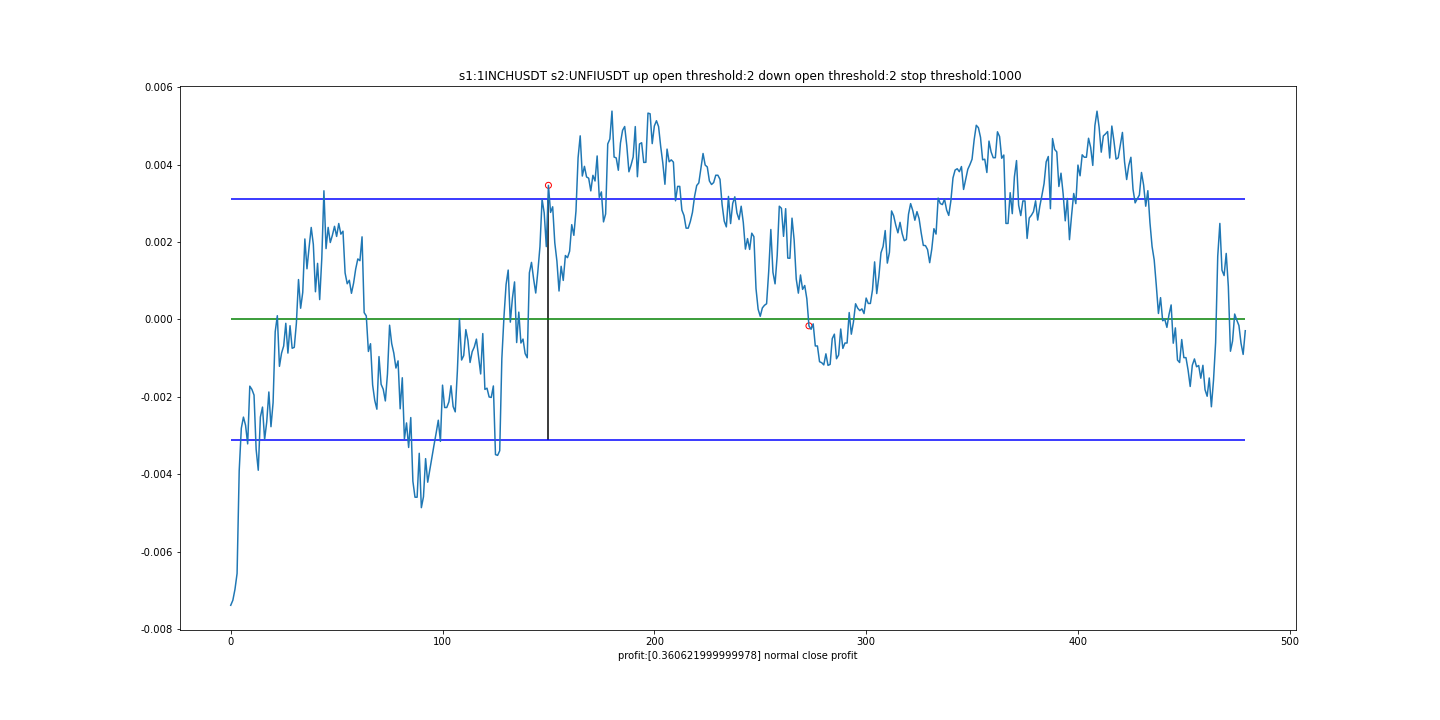 s1:1INCHUSDT s2:UNFIUSDT up open threshold:2 down open threshold:2 stop threshold:1000
0.006
0.004
0.002
0.000
-0.002
-0.004
-0.006
-0.008
0 100 200 300 400 500
profit:[0.360621999999978] normal close profit